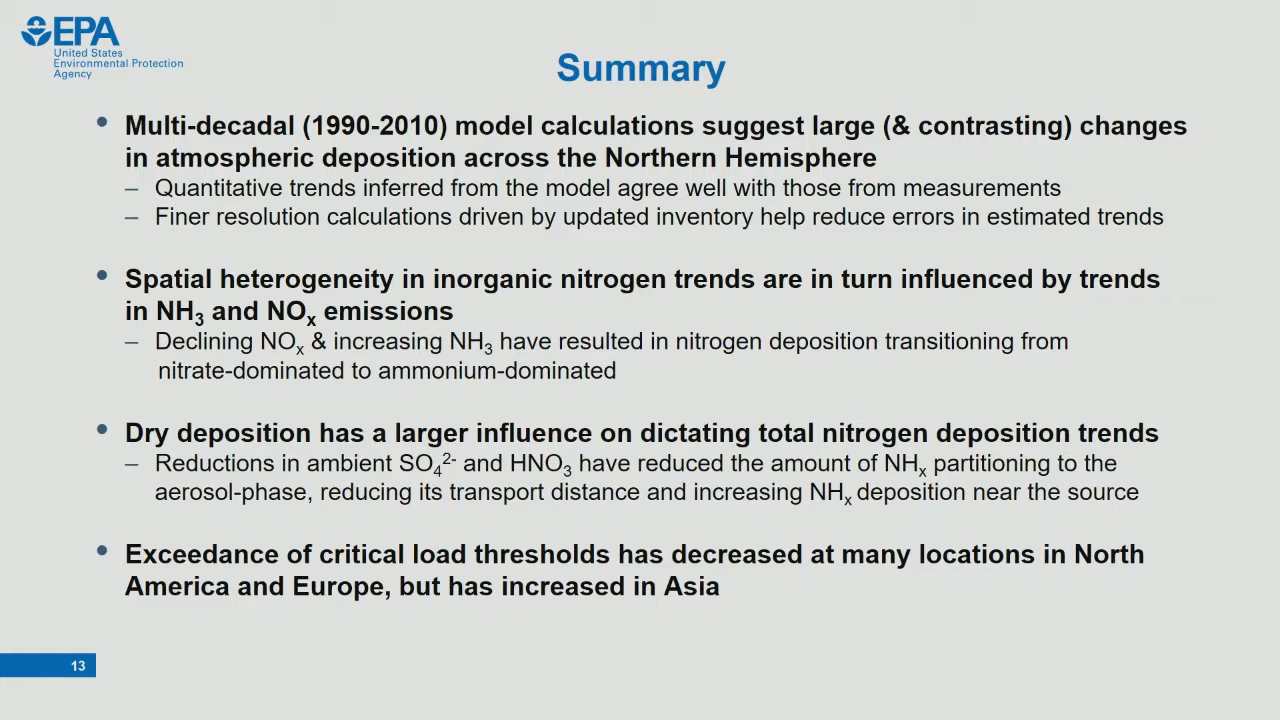 EPA
United States
Environmental Protection
Agency
Summary
• Multi-decadal (1990-2010) model calculations suggest large (& contrasting) changes
in atmospheric deposition across the Northern Hemisphere
– Quantitative trends inferred from the model agree well with those from measurements
– Finer resolution calculations driven by updated inventory help reduce errors in estimated trends
• Spatial heterogeneity in inorganic nitrogen trends are in turn influenced by trends
in NH₃ and NOₓ emissions
– Declining NOₓ & increasing NH₃ have resulted in nitrogen deposition transitioning from
nitrate-dominated to ammonium-dominated
• Dry deposition has a larger influence on dictating total nitrogen deposition trends
– Reductions in ambient SO₄²⁻ and HNO₃ have reduced the amount of NHₓ partitioning to the
aerosol-phase, reducing its transport distance and increasing NHₓ deposition near the source
• Exceedance of critical load thresholds has decreased at many locations in North
America and Europe, but has increased in Asia
13